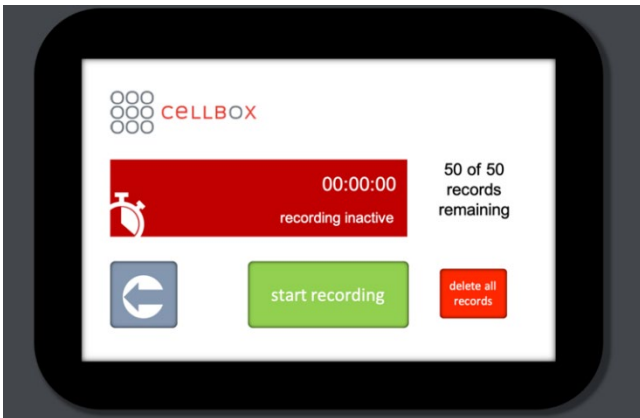 CELLBOX
00:00:00
recording inactive
50 of 50
records
remaining
start recording
delete all
records